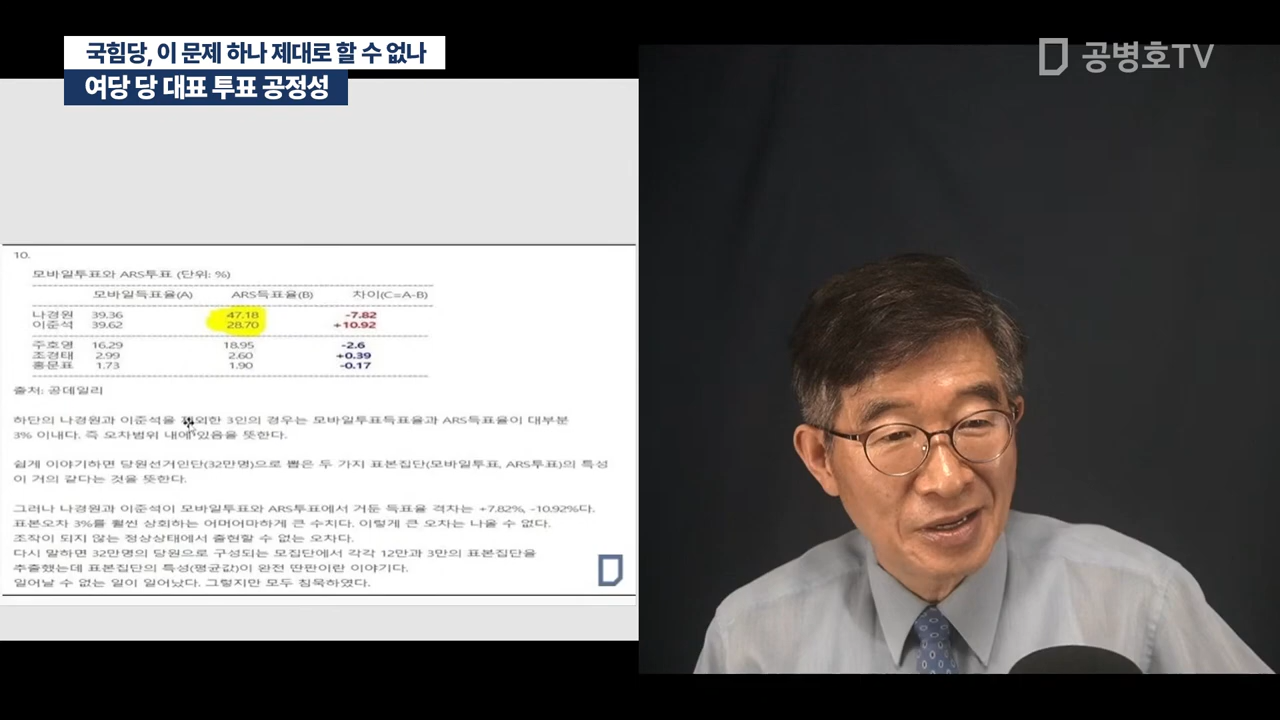 국힘당, 이 문제 하나 제대로 할 수 없나
여당 당 대표 투표 공정성
공병호TV
10.
모바일투표와 ARS투표 (단위: %)
모바일득표율(A) ARS득표율(B) 차이(C=A-B)
나경원 39.36 47.18 -7.82
이준석 39.62 28.70 +10.92
주호영 16.29 18.95 -2.6
조경태 2.99 2.60 +0.39
홍문표 1.73 1.90 -0.17
출처: 공데일리
하단의 나경원과 이준석을 제외한 3인의 경우는 모바일투표득표율과 ARS득표율이 대부분
3% 이내다. 즉 오차범위 내에 있음을 뜻한다.
쉽게 이야기하면 당원선거인단(32만명)으로 뽑은 두 가지 표본집단(모바일투표, ARS투표)의 특성
이 거의 같다는 것을 뜻한다.
그러나 나경원과 이준석이 모바일투표와 ARS투표에서 거둔 득표율 격차는 +7.82%, -10.92%다.
표본오차 3%를 훨씬 상회하는 어마어마하게 큰 수치다. 이렇게 큰 오차는 나올 수 없다.
조작이 되지 않는 정상상태에서 출현할 수 없는 오차다.
다시 말하면 32만명의 당원으로 구성되는 모집단에서 각각 12만과 3만의 표본집단을
추출했는데 표본집단의 특성(평균값)이 완전 딴판이란 이야기다.
일어날 수 없는 일이 일어났다. 그렇지만 모두 침묵하였다.